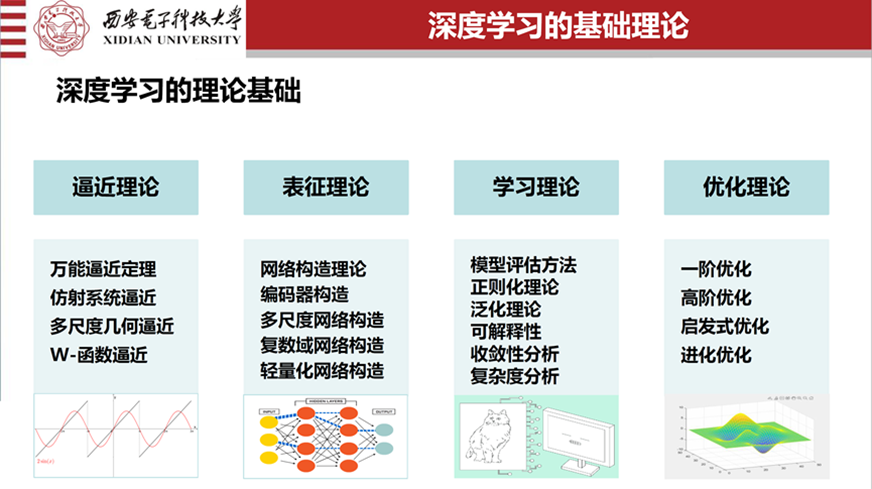 西安电子科技大学
XIDIAN UNIVERSITY
深度学习的基础理论
深度学习的理论基础
逼近理论
万能逼近定理
仿射系统逼近
多尺度几何逼近
W-函数逼近
表征理论
网络构造理论
编码器构造
多尺度网络构造
复数域网络构造
轻量化网络构造
HIDDEN LAYERS
INPUT
OUTPUT
学习理论
模型评估方法
正则化理论
泛化理论
可解释性
收敛性分析
复杂度分析
优化理论
一阶优化
高阶优化
启发式优化
进化优化